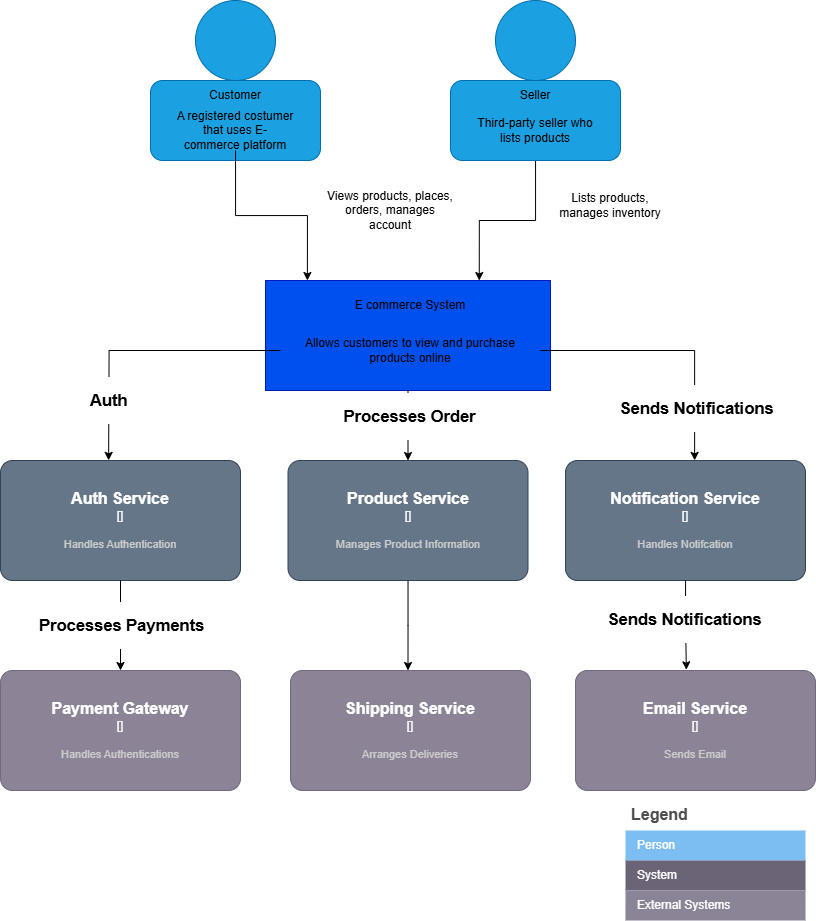 Customer
A registered costumer
that uses E-
commerce platform
Seller
Third-party seller who
lists products
Views products, places,
orders, manages
account
Lists products,
manages inventory
E commerce System
Allows customers to view and purchase
products online
Auth
Processes Order
Sends Notifications
Auth Service
[]
Handles Authentication
Product Service
[]
Manages Product Information
Notification Service
[]
Handles Notifcation
Processes Payments
Sends Notifications
Payment Gateway
[]
Handles Authentications
Shipping Service
[]
Arranges Deliveries
Email Service
[]
Sends Email
Legend
Person
System
External Systems